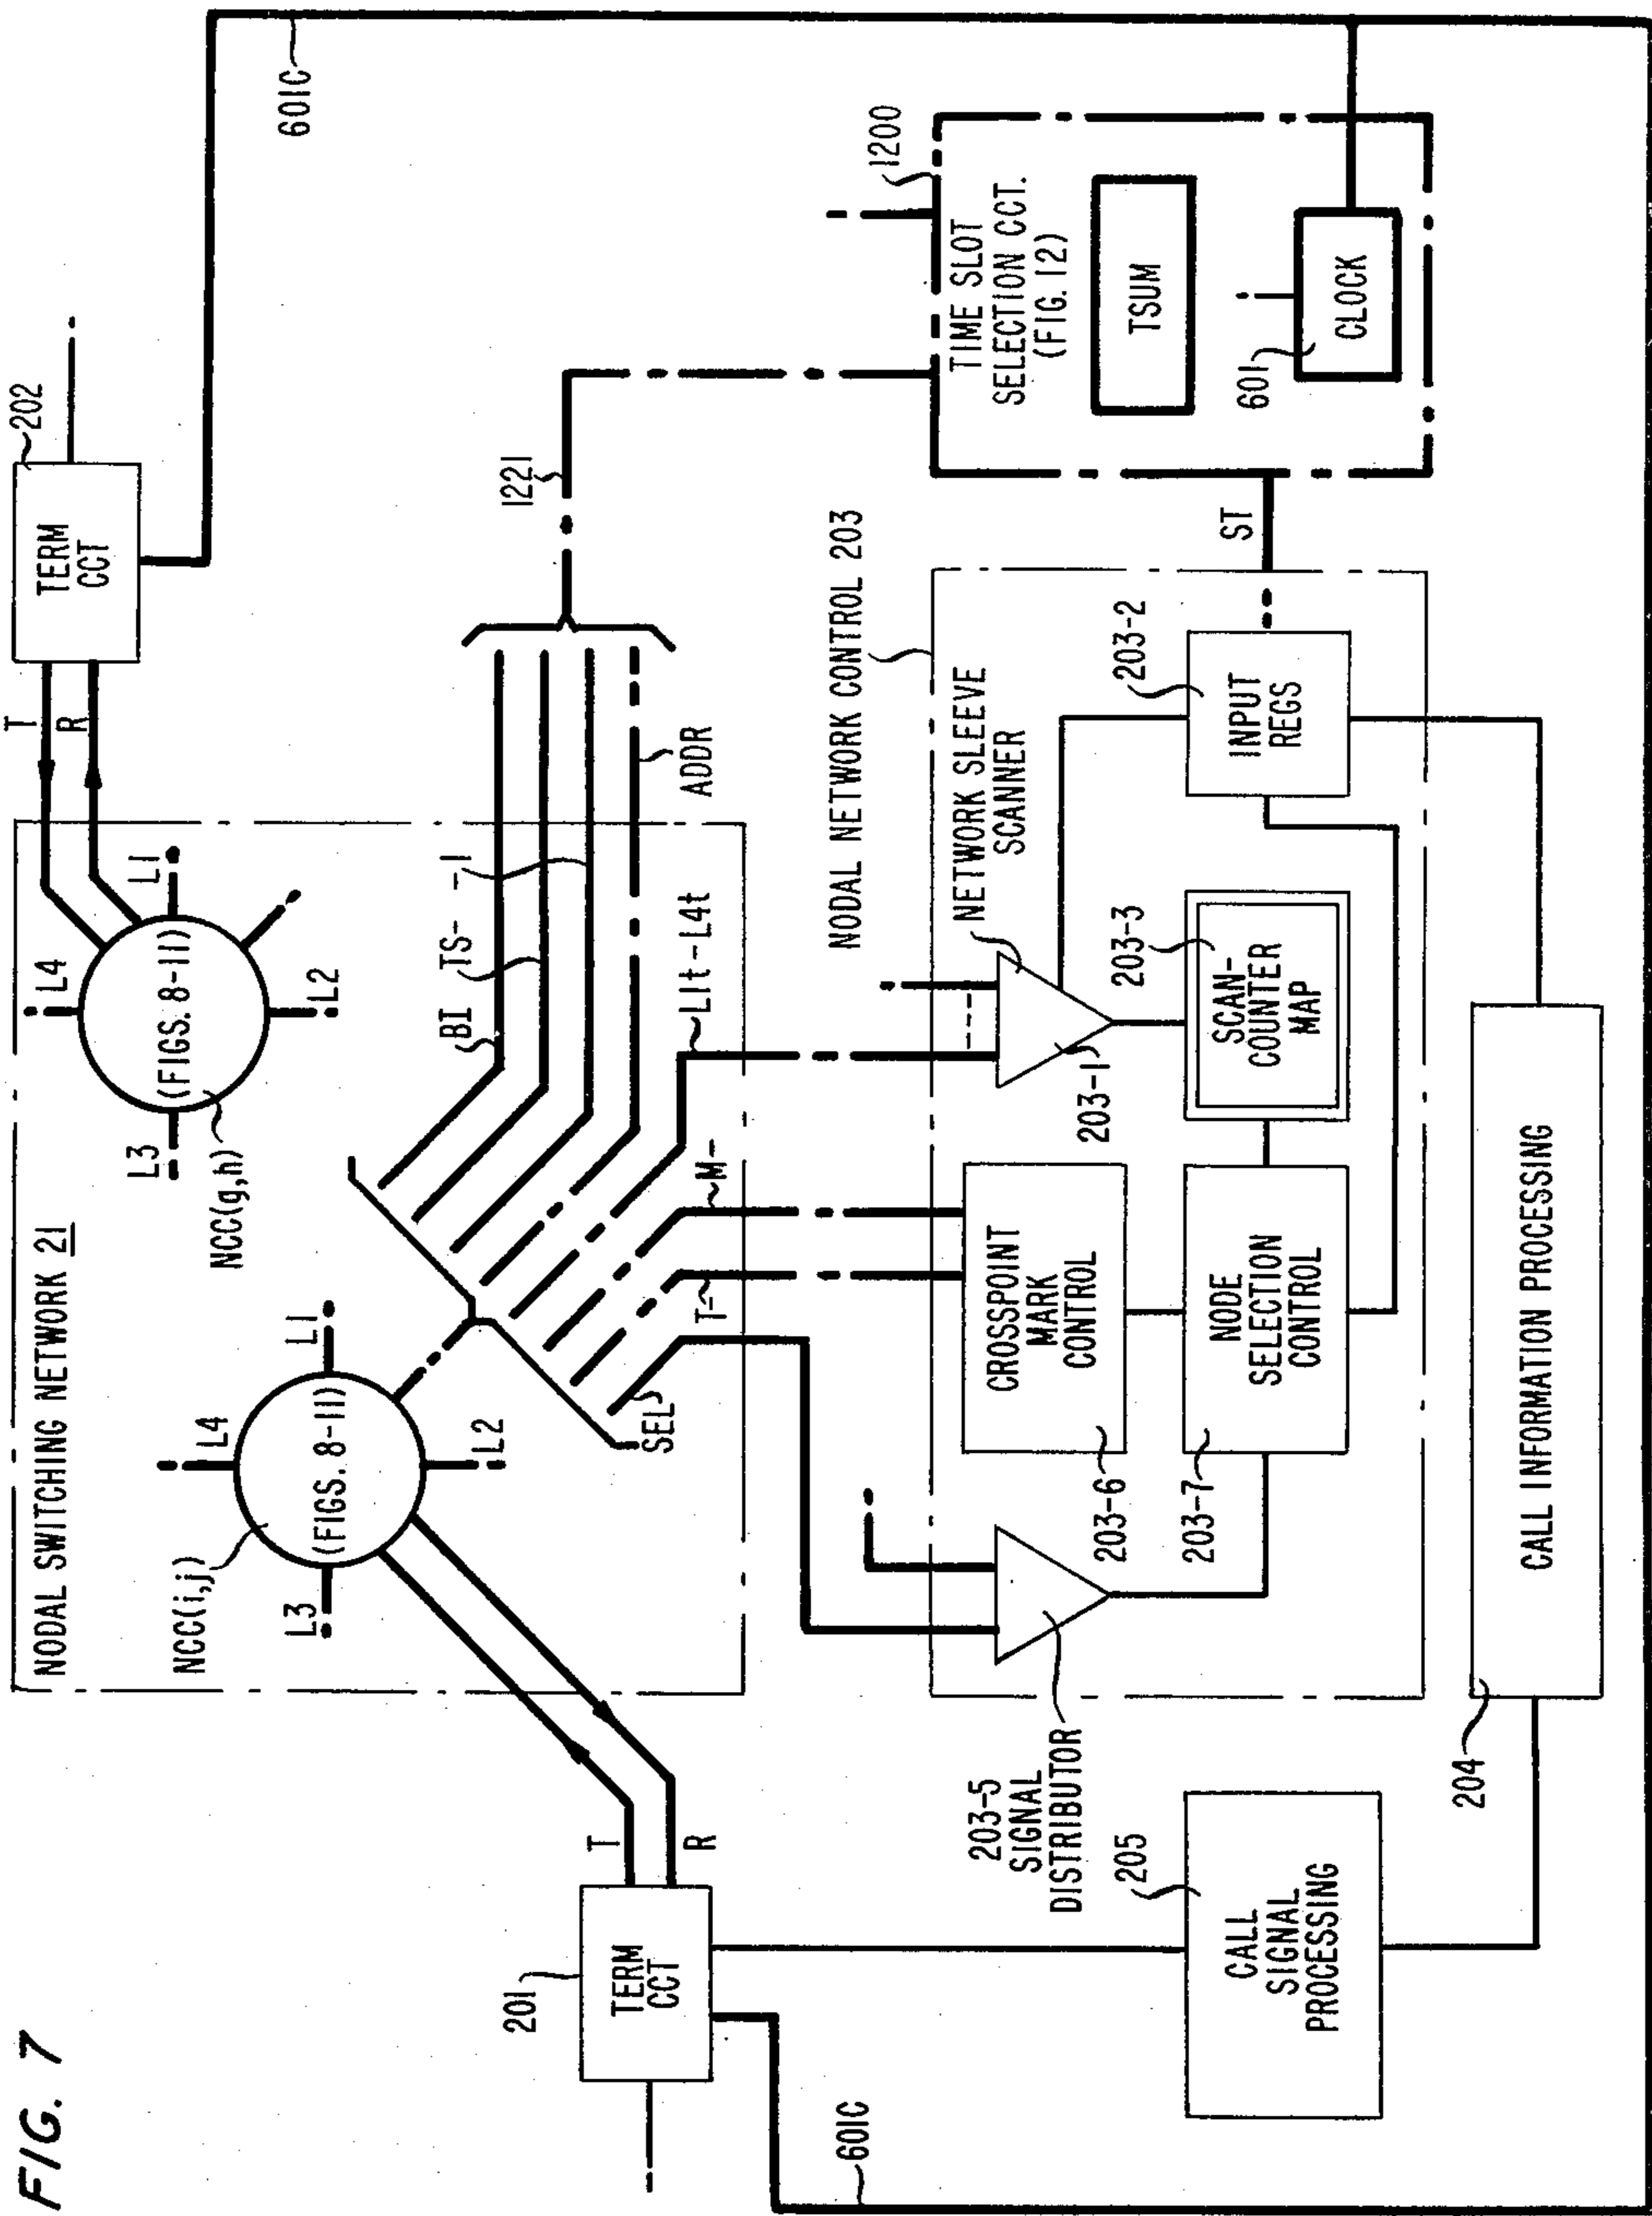 FIG. 7
NODAL SWITCHING NETWORK 21
NCC(i,j)
L3
L4
(FIGS. 8-11)
L1
L2
NCC(g,h)
L3
L4
(FIGS. 8-11)
L1
L2
T
R
TERM
CCT
202
601C
BI
TS- -1
ADDR
1221
L1t-L4t
M-
T-
SEL
T
R
201
TERM
CCT
1200
TIME SLOT
SELECTION CCT.
(FIG. 12)
TSUM
601
CLOCK
ST
NODAL NETWORK CONTROL 203
NETWORK SLEEVE
SCANNER
203-1
203-2
INPUT
REGS
203-3
SCAN-
COUNTER
MAP
CROSSPOINT
MARK
CONTROL
203-6
NODE
SELECTION
CONTROL
203-7
203-5
SIGNAL
DISTRIBUTOR
205
CALL
SIGNAL
PROCESSING
204
CALL INFORMATION PROCESSING
601C